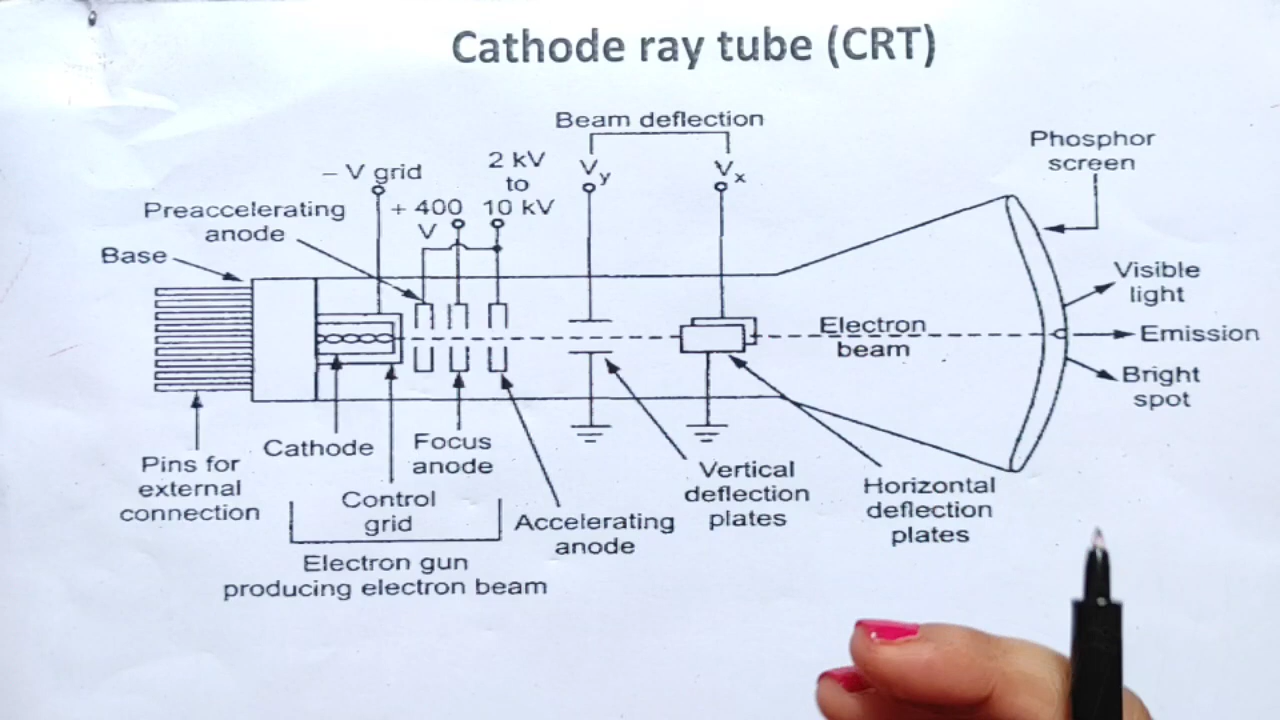 Cathode ray tube (CRT)
Beam deflection
Phosphor
screen
– V grid
2 kV
to
10 kV
+ 400
V
Vy
Vx
Preaccelerating
anode
Base
Visible
light
Electron
beam
Emission
Bright
spot
Cathode
Focus
anode
Pins for
external
connection
Control
grid
Accelerating
anode
Vertical
deflection
plates
Horizontal
deflection
plates
Electron gun
producing electron beam